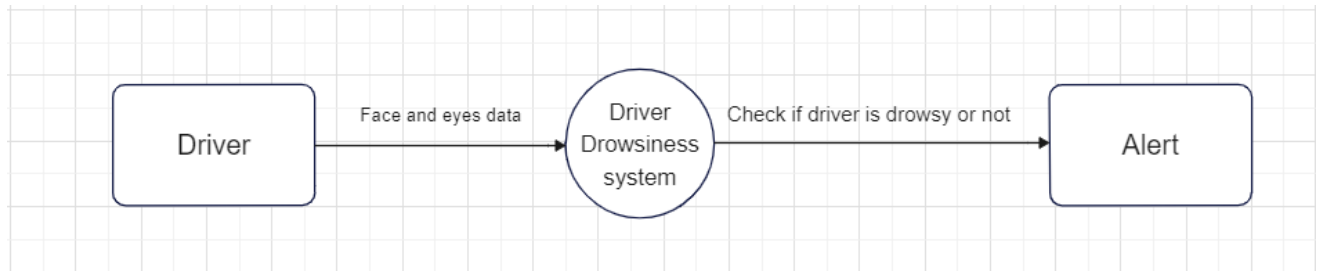 Driver
Face and eyes data
Driver
Drowsiness
system
Check if driver is drowsy or not
Alert